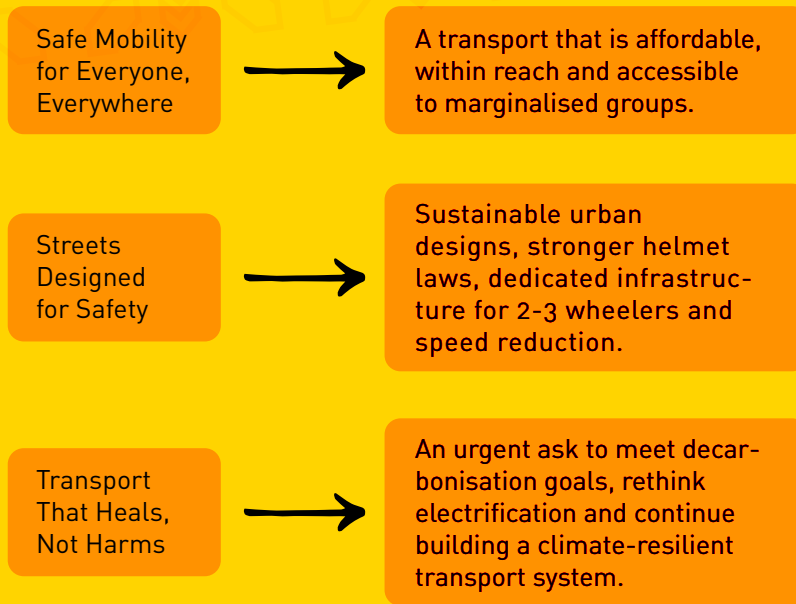 Safe Mobility
for Everyone,
Everywhere
A transport that is affordable,
within reach and accessible
to marginalised groups.
Streets
Designed
for Safety
Sustainable urban
designs, stronger helmet
laws, dedicated infrastruc-
ture for 2-3 wheelers and
speed reduction.
Transport
That Heals,
Not Harms
An urgent ask to meet decar-
bonisation goals, rethink
electrification and continue
building a climate-resilient
transport system.